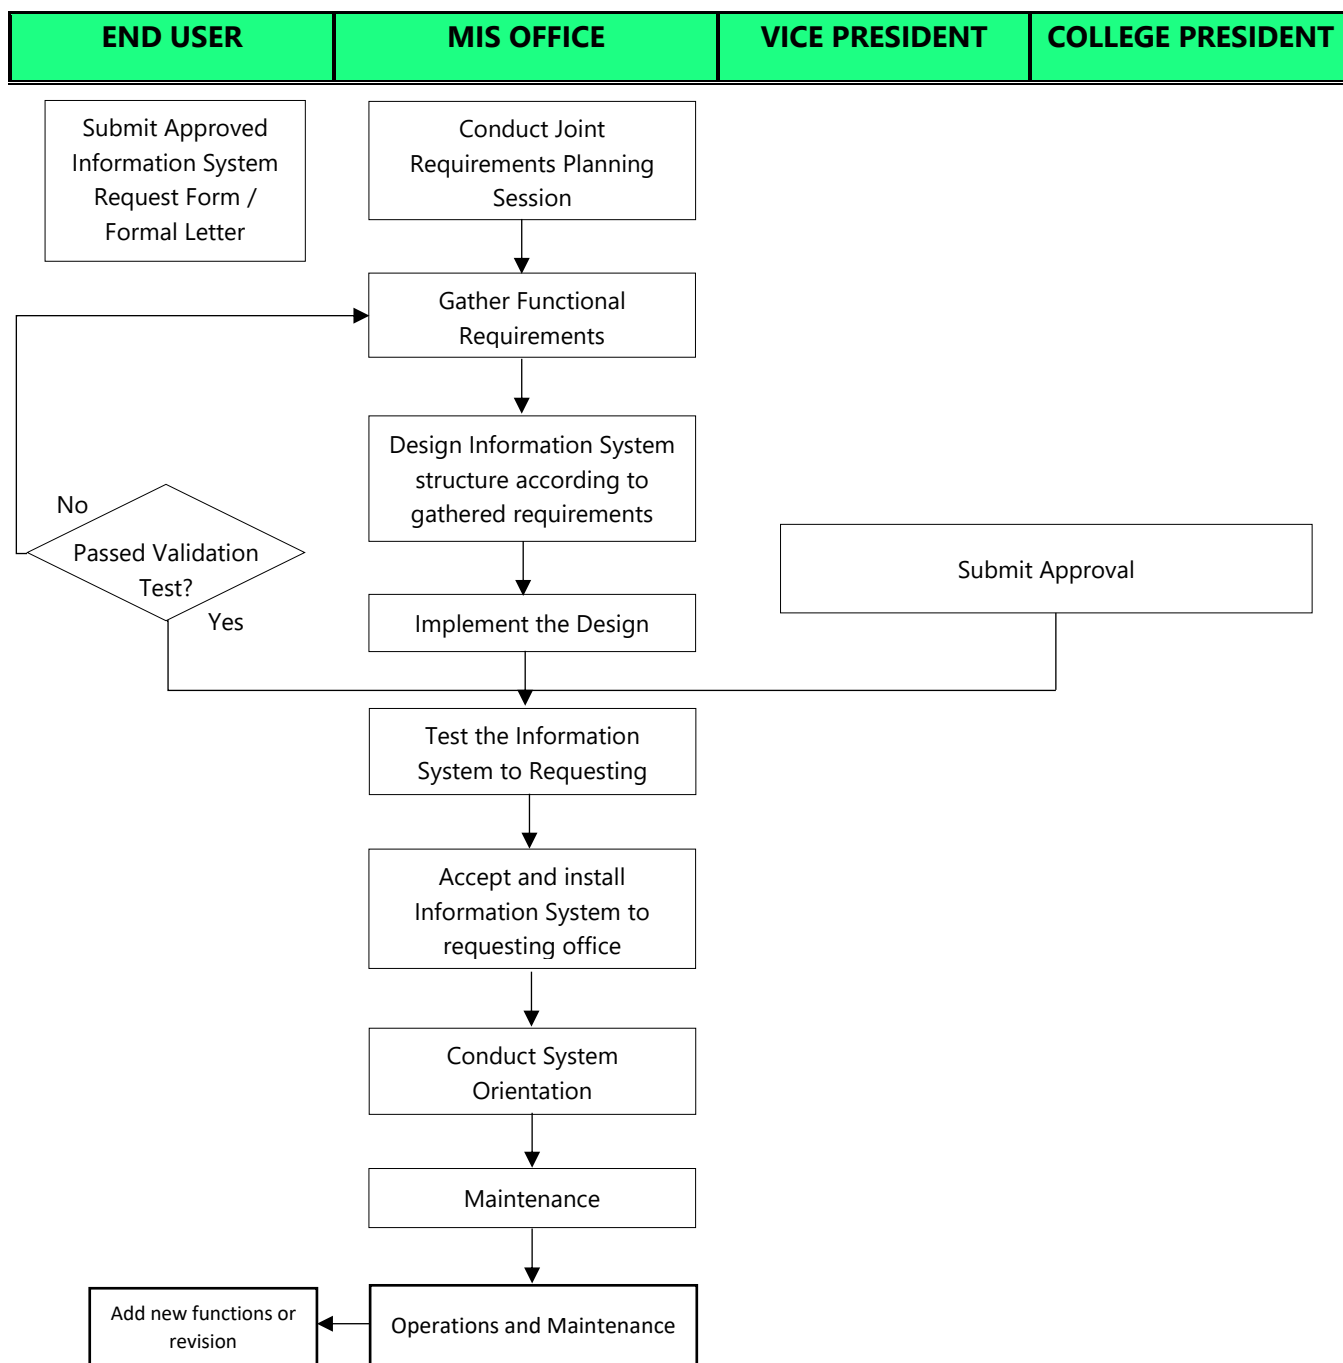 END USER
MIS OFFICE
VICE PRESIDENT
COLLEGE PRESIDENT
Submit Approved
Information System
Request Form /
Formal Letter
Conduct Joint
Requirements Planning
Session
Gather Functional
Requirements
Design Information System
structure according to
gathered requirements
No
Passed Validation
Test?
Yes
Submit Approval
Implement the Design
Test the Information
System to Requesting
Accept and install
Information System to
requesting office
Conduct System
Orientation
Maintenance
Add new functions or
revision
Operations and Maintenance